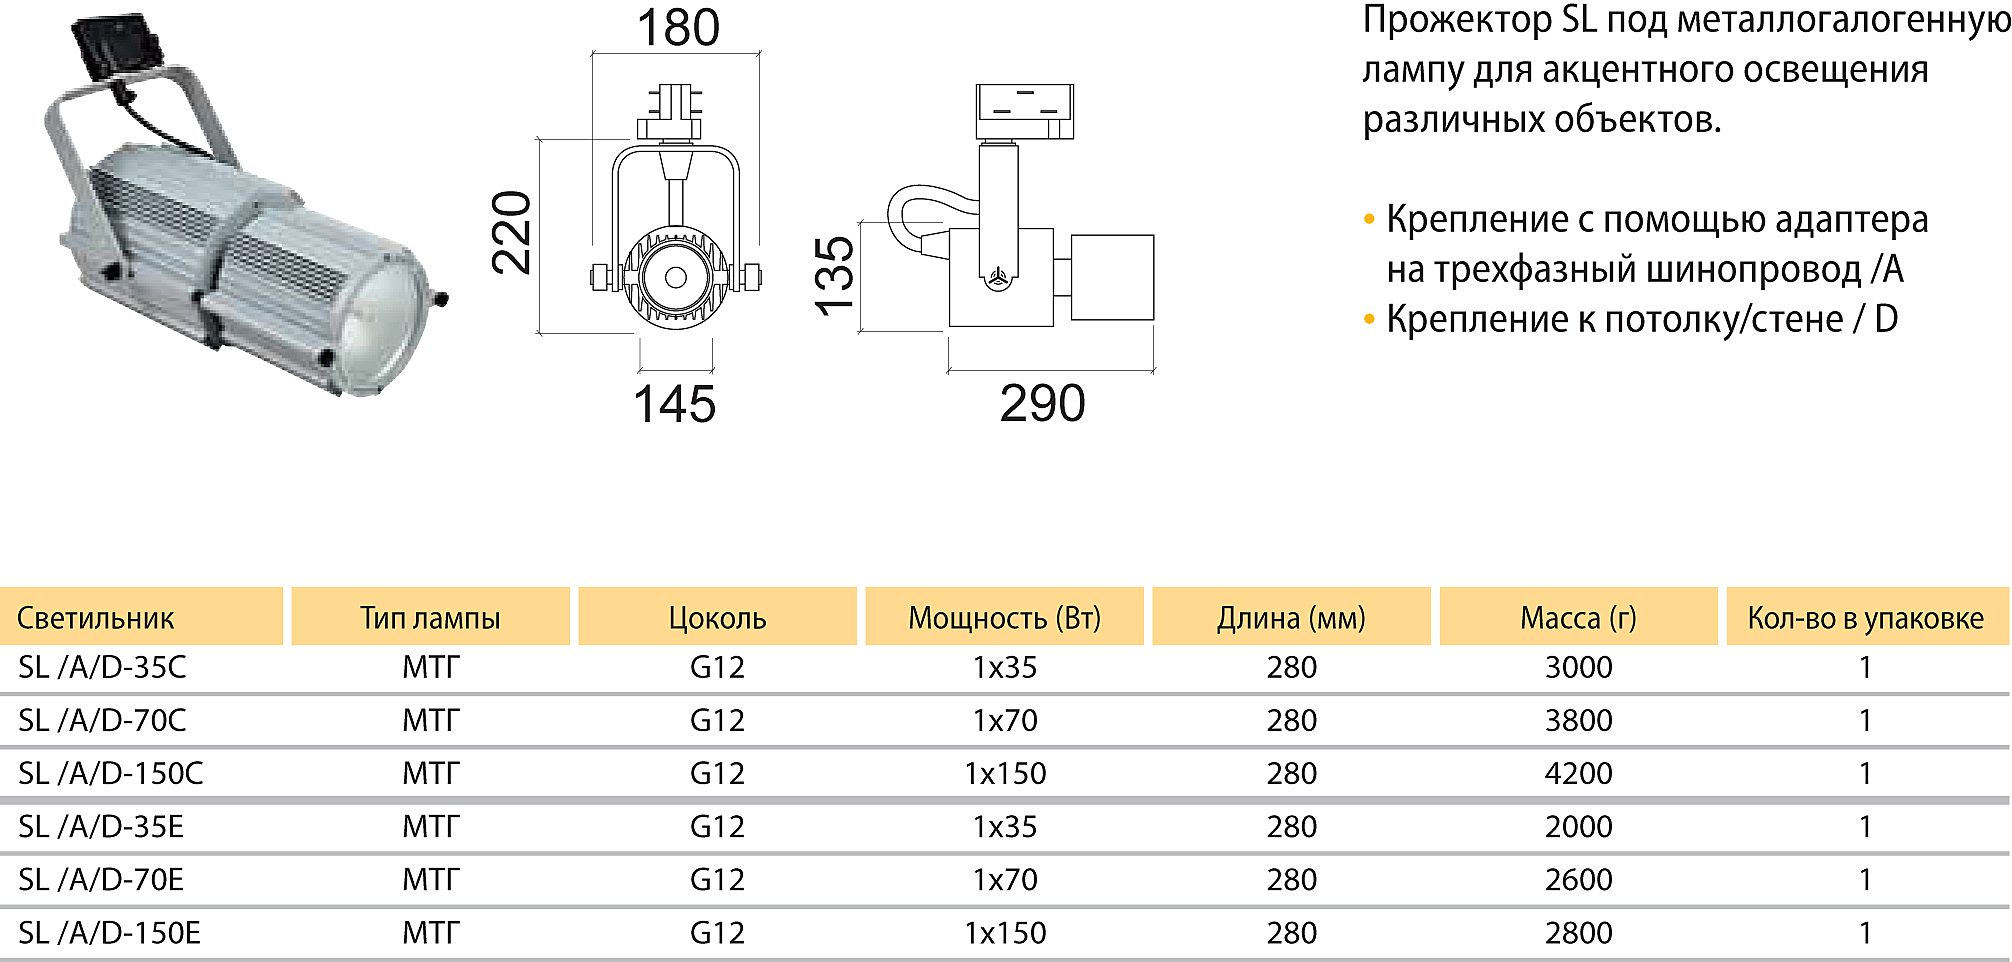 180
220
145
135
290
Прожектор SL под металлогалогенную
лампу для акцентного освещения
различных объектов.
• Крепление с помощью адаптера
на трехфазный шинопровод /А
• Крепление к потолку/стене / D
Светильник Тип лампы Цоколь Мощность (Вт) Длина (мм) Масса (г) Кол-во в упаковке
SL /A/D-35C МТГ G12 1x35 280 3000 1
SL /A/D-70C МТГ G12 1x70 280 3800 1
SL /A/D-150C МТГ G12 1x150 280 4200 1
SL /A/D-35E МТГ G12 1x35 280 2000 1
SL /A/D-70E МТГ G12 1x70 280 2600 1
SL /A/D-150E МТГ G12 1x150 280 2800 1